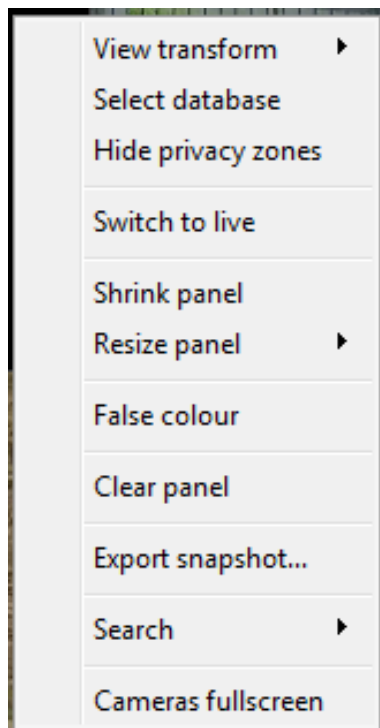 View transform
Select database
Hide privacy zones
Switch to live
Shrink panel
Resize panel
False colour
Clear panel
Export snapshot...
Search
Cameras fullscreen